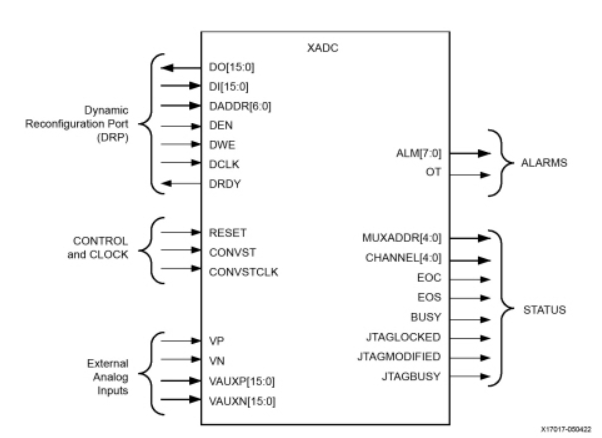 XADC
DO[15:0]
DI[15:0]
DADDR[6:0]
DEN
DWE
DCLK
DRDY
Dynamic
Reconfiguration Port
(DRP)
RESET
CONVST
CONVSTCLK
CONTROL
and CLOCK
VP
VN
VAUXP[15:0]
VAUXN[15:0]
External
Analog
Inputs
ALM[7:0]
OT
ALARMS
MUXADDR[4:0]
CHANNEL[4:0]
EOC
EOS
BUSY
JTAGLOCKED
JTAGMODIFIED
JTAGBUSY
STATUS
X17017-050422